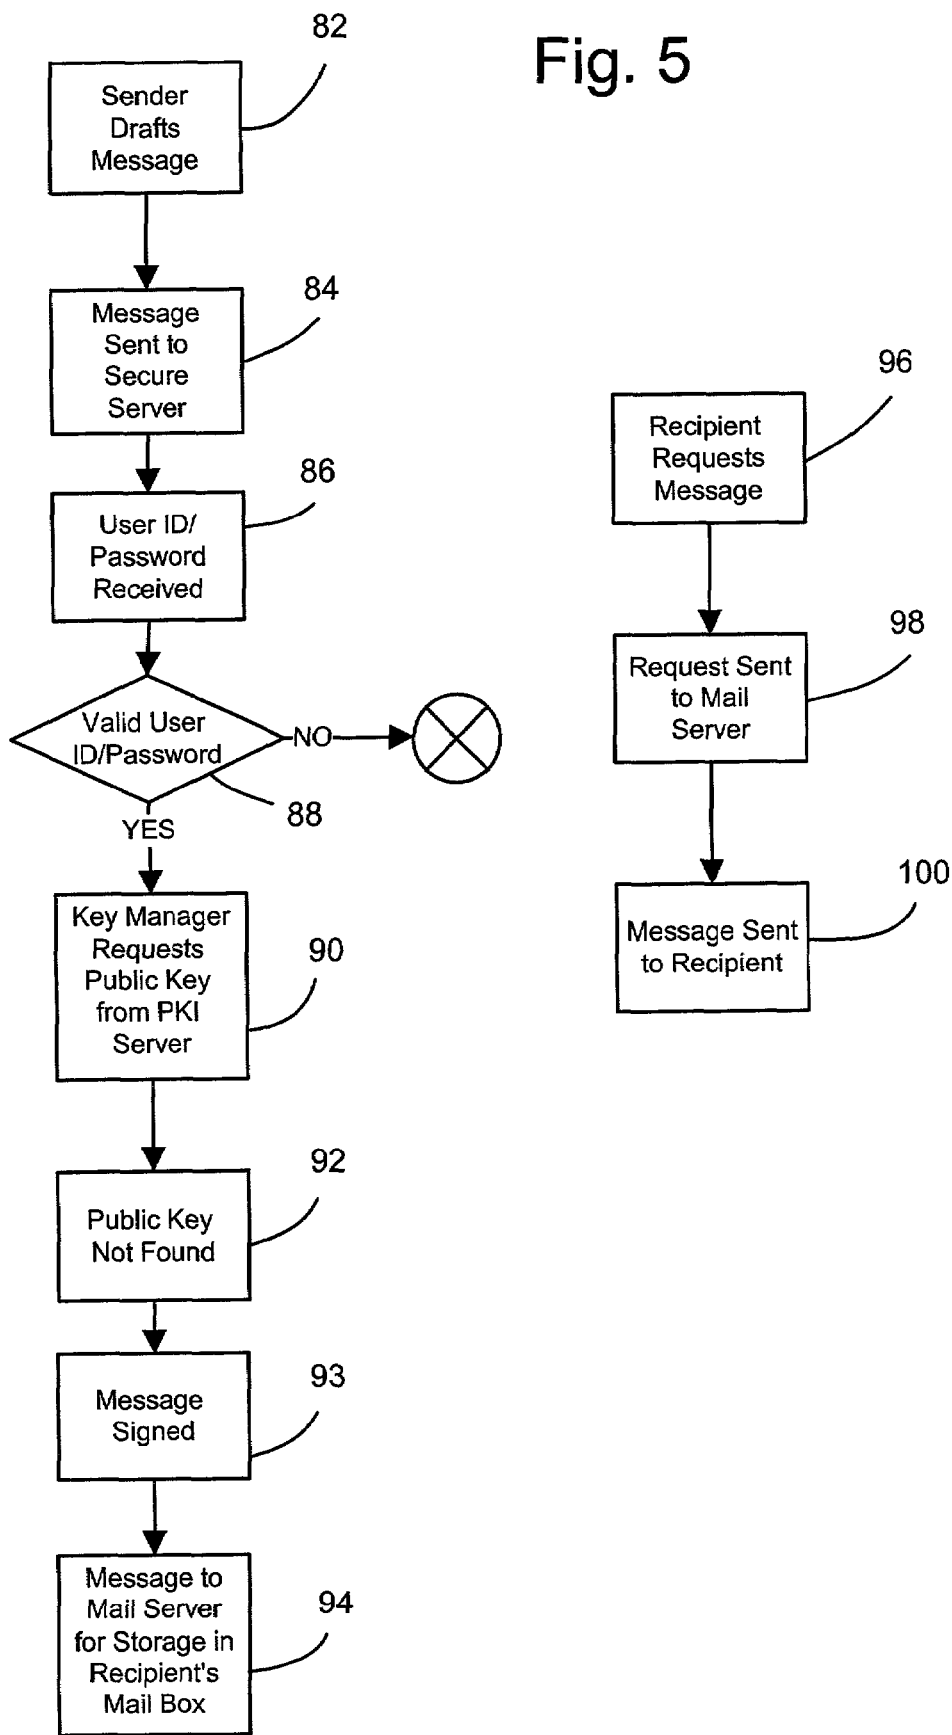 Fig. 5
82
Sender
Drafts
Message
84
Message
Sent to
Secure
Server
86
User ID/
Password
Received
Valid User
ID/Password
NO
88
YES
Key Manager
Requests
Public Key
from PKI
Server
90
92
Public Key
Not Found
93
Message
Signed
94
Message to
Mail Server
for Storage in
Recipient's
Mail Box
96
Recipient
Requests
Message
98
Request Sent
to Mail
Server
100
Message Sent
to Recipient